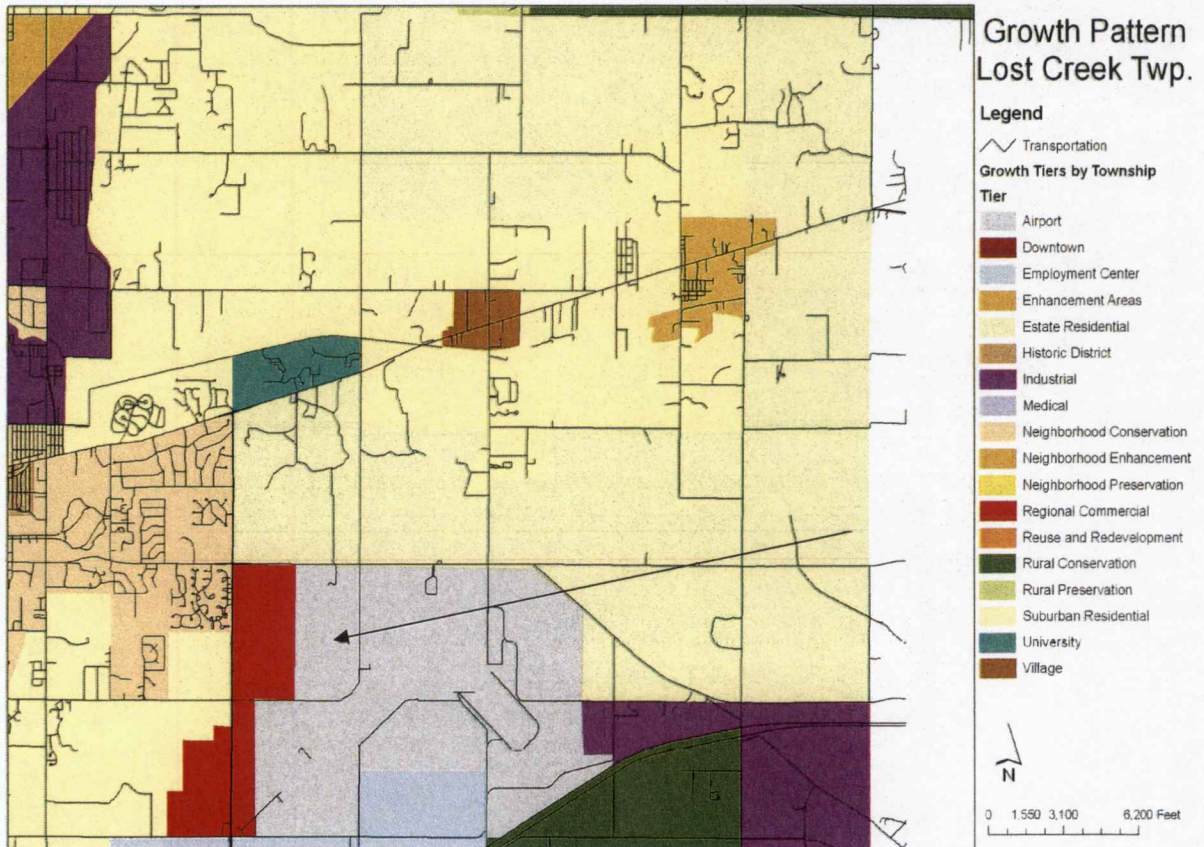 Growth Pattern
Lost Creek Twp.
Legend
Transportation
Growth Tiers by Township
Tier
Airport
Downtown
Employment Center
Enhancement Areas
Estate Residential
Historic District
Industrial
Medical
Neighborhood Conservation
Neighborhood Enhancement
Neighborhood Preservation
Regional Commercial
Reuse and Redevelopment
Rural Conservation
Rural Preservation
Suburban Residential
University
Village
N
0 1,550 3,100 6,200 Feet